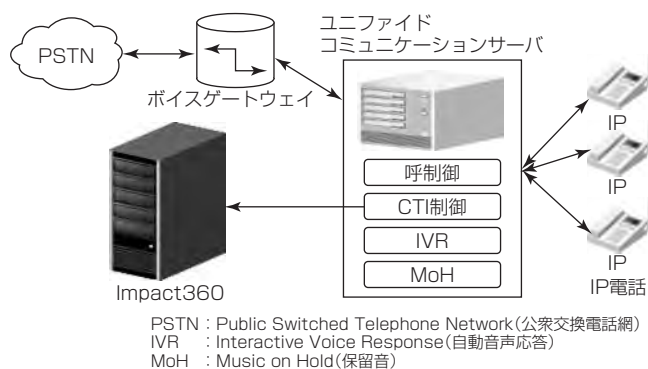 PSTN
ボイスゲートウェイ
ユニファイド
コミュニケーションサーバ
呼制御
CTI制御
IVR
MoH
Impact360
IP
IP
IP
IP電話
PSTN：Public Switched Telephone Network（公衆交換電話網）
IVR：Interactive Voice Response（自動音声応答）
MoH：Music on Hold（保留音）